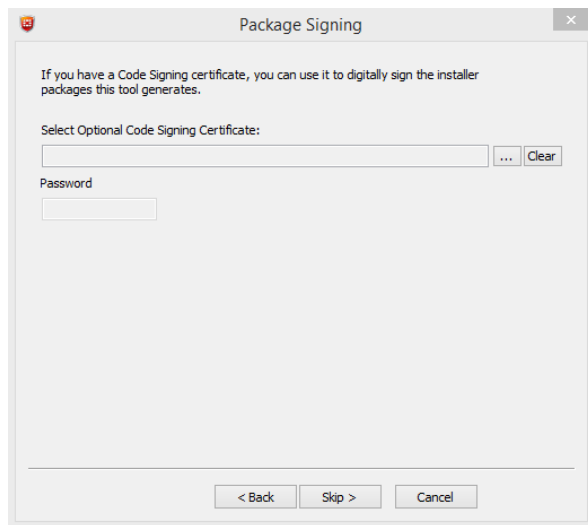 Package Signing
If you have a Code Signing certificate, you can use it to digitally sign the installer
packages this tool generates.
Select Optional Code Signing Certificate:
... Clear
Password
< Back Skip > Cancel